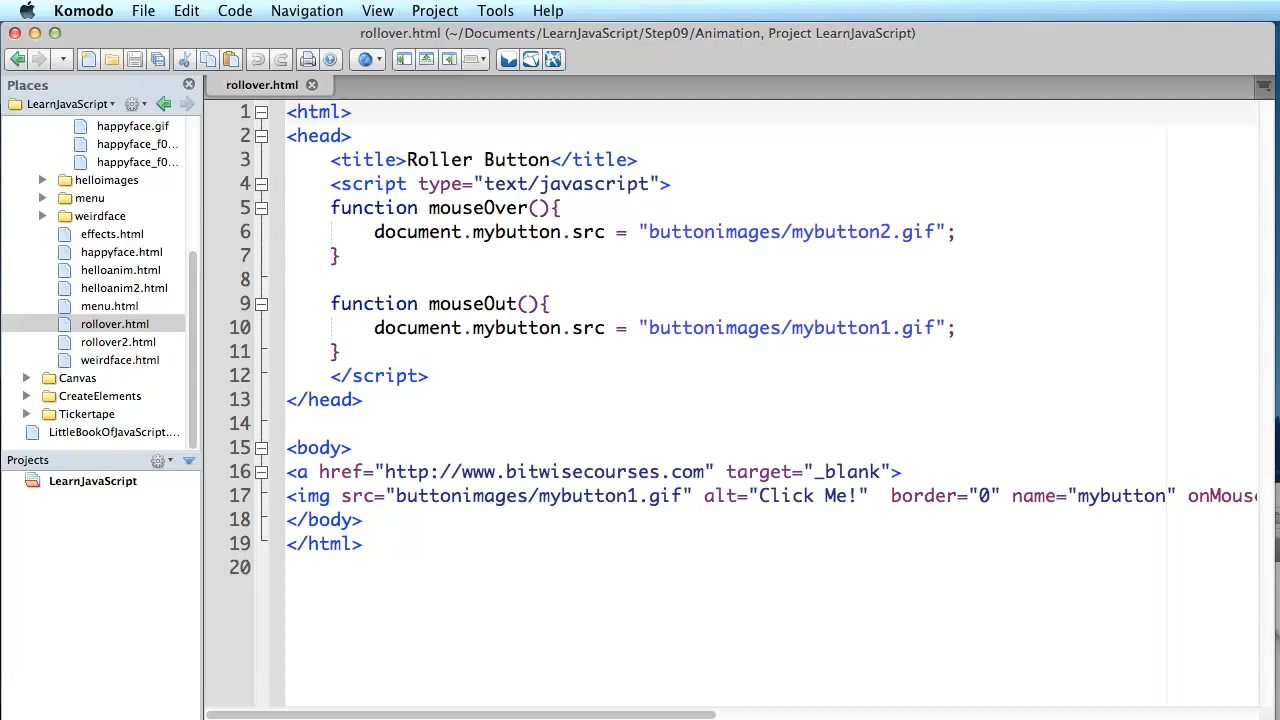 Komodo File Edit Code Navigation View Project Tools Help
rollover.html (~/Documents/LearnJavaScript/Step09/Animation, Project LearnJavaScript)
Places
rollover.html
LearnJavaScript
happyface.gif
happyface_f0...
happyface_f0...
helloimages
menu
weirdface
effects.html
happyface.html
helloanim.html
helloanim2.html
menu.html
rollover.html
rollover2.html
weirdface.html
Canvas
CreateElements
Tickertape
LittleBookOfJavaScript....
Projects
LearnJavaScript
1 <html>
2 <head>
3 <title>Roller Button</title>
4 <script type="text/javascript">
5 function mouseOver(){
6 document.mybutton.src = "buttonimages/mybutton2.gif";
7 }
8
9 function mouseOut(){
10 document.mybutton.src = "buttonimages/mybutton1.gif";
11 }
12 </script>
13 </head>
14
15 <body>
16 <a href="http://www.bitwisecourses.com" target="_blank">
17 <img src="buttonimages/mybutton1.gif" alt="Click Me!" border="0" name="mybutton" onMouse
18 </body>
19 </html>
20